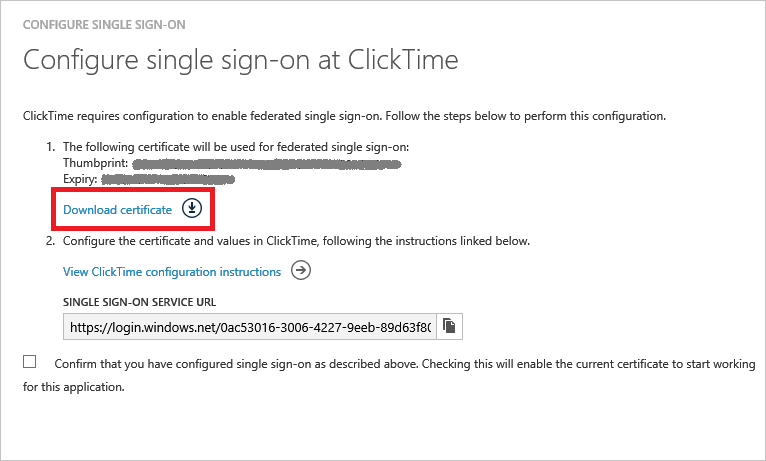 CONFIGURE SINGLE SIGN-ON
Configure single sign-on at ClickTime
ClickTime requires configuration to enable federated single sign-on. Follow the steps below to perform this configuration.
1. The following certificate will be used for federated single sign-on:
Thumbprint:
Expiry:
Download certificate
2. Configure the certificate and values in ClickTime, following the instructions linked below.
View ClickTime configuration instructions
SINGLE SIGN-ON SERVICE URL
https://login.windows.net/0ac53016-3006-4227-9eeb-89d63f80
Confirm that you have configured single sign-on as described above. Checking this will enable the current certificate to start working
for this application.